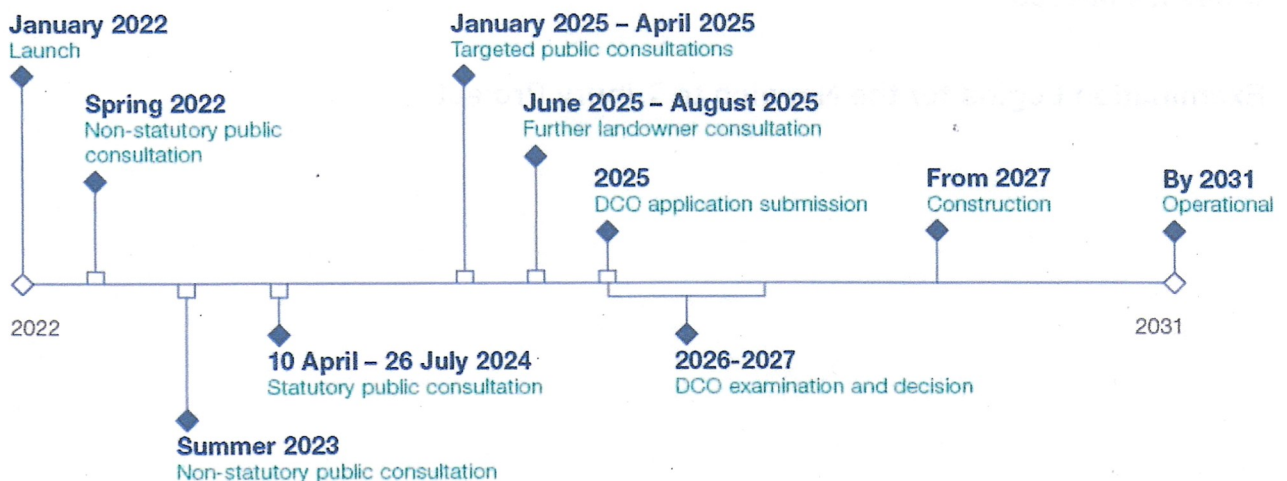 January 2022
Launch
Spring 2022
Non-statutory public
consultation
Summer 2023
Non-statutory public consultation
10 April – 26 July 2024
Statutory public consultation
January 2025 – April 2025
Targeted public consultations
June 2025 – August 2025
Further landowner consultation
2025
DCO application submission
2026-2027
DCO examination and decision
From 2027
Construction
By 2031
Operational
2022
2031